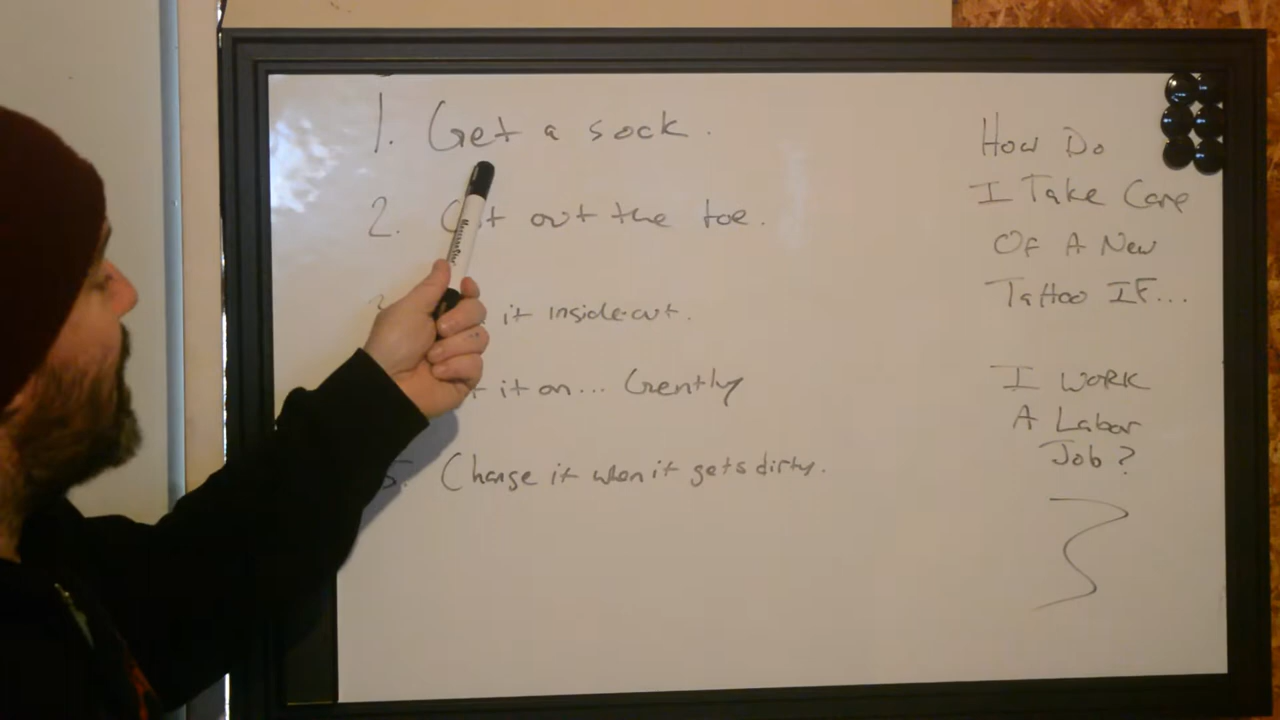 1. Get a sock.
2. out the toe.
it inside-out.
it on... Gently
5. Change it when it gets dirty.
How Do
I Take Care
Of A New
Tattoo IF...
I WORK
A Labor
Job?